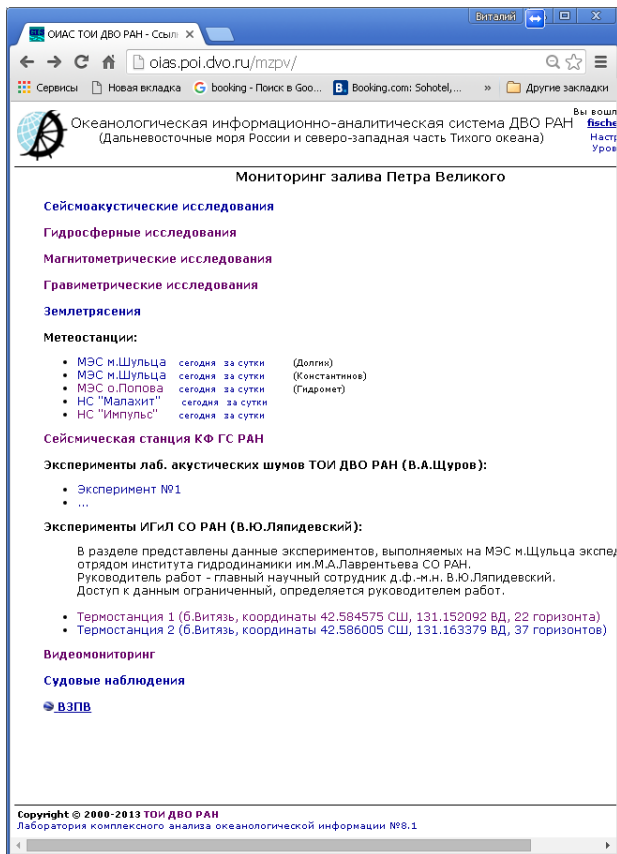 Виталий
ОИАС ТОИ ДВО РАН - Ссыл
oias.poi.dvo.ru/mzpv/
Сервисы Новая вкладка booking - Поиск в Goo... Booking.com: Sohotel,... » Другие закладки
Вы вошл
Океанологическая информационно-аналитическая система ДВО РАН fische
(Дальневосточные моря России и северо-западная часть Тихого океана) Настр
Уров
Мониторинг залива Петра Великого
Сейсмоакустические исследования
Гидросферные исследования
Магнитометрические исследования
Гравиметрические исследования
Землетрясения
Метеостанции:
• МЭС м.Шульца сегодня за сутки (Долгих)
• МЭС м.Шульца сегодня за сутки (Константинов)
• МЭС о.Попова сегодня за сутки (Гидромет)
• НС "Малахит" сегодня за сутки
• НС "Импульс" сегодня за сутки
Сейсмическая станция КФ ГС РАН
Эксперименты лаб. акустических шумов ТОИ ДВО РАН (В.А.Щуров):
• Эксперимент №1
• ...
Эксперименты ИГиЛ СО РАН (В.Ю.Ляпидевский):
В разделе представлены данные экспериментов, выполняемых на МЭС м.Щульца экспед
отрядом института гидродинамики им.М.А.Лаврентьева СО РАН.
Руководитель работ - главный научный сотрудник д.ф.-м.н. В.Ю.Ляпидевский.
Доступ к данным ограниченный, определяется руководителем работ.
• Термостанция 1 (б.Витязь, координаты 42.584575 СШ, 131.152092 ВД, 22 горизонта)
• Термостанция 2 (б.Витязь, координаты 42.586005 СШ, 131.163379 ВД, 37 горизонтов)
Видеомониторинг
Судовые наблюдения
ВЗПВ
Copyright © 2000-2013 ТОИ ДВО РАН
Лаборатория комплексного анализа океанологической информации №8.1